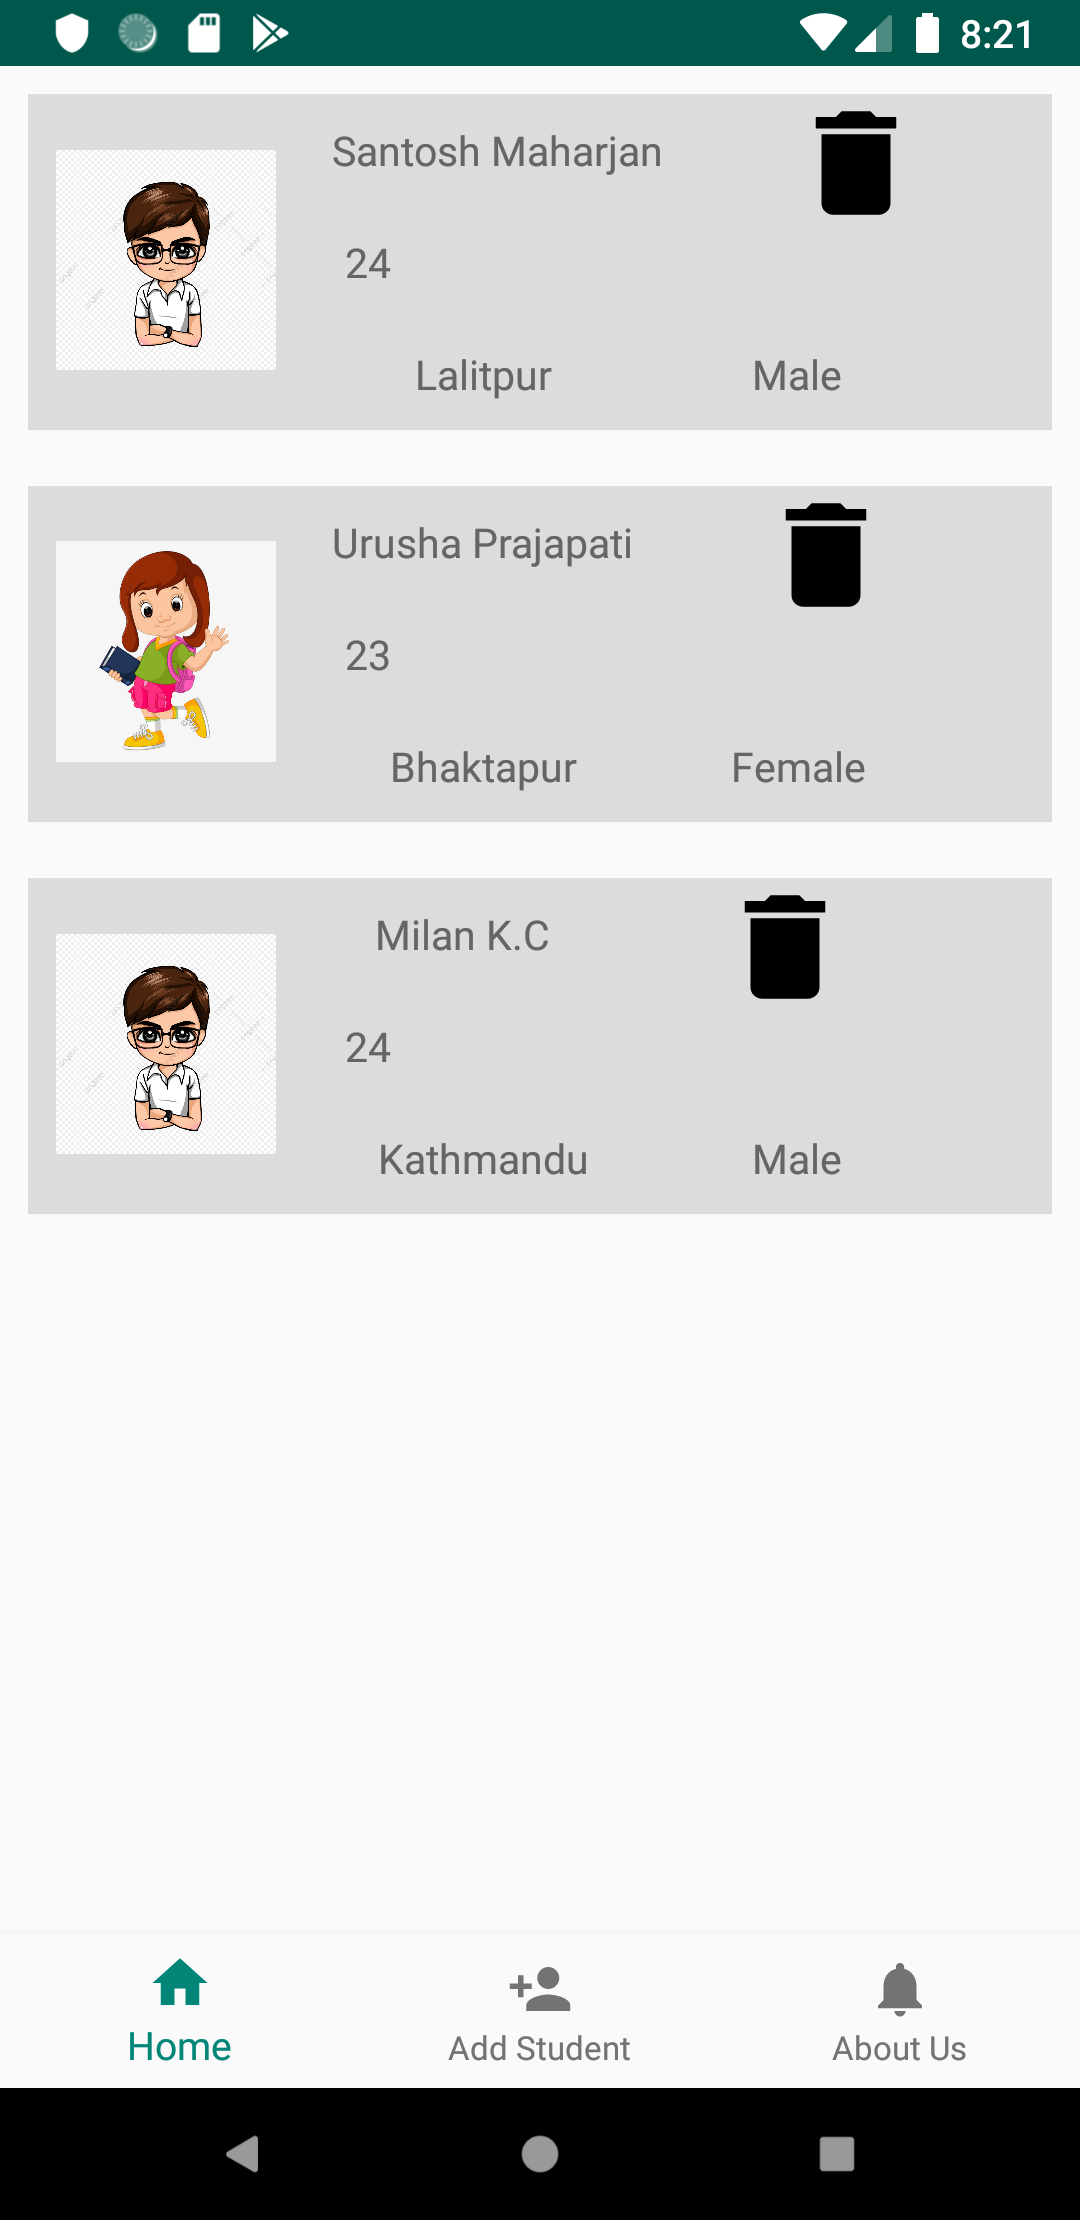 8:21
Santosh Maharjan
24
Lalitpur Male
Urusha Prajapati
23
Bhaktapur Female
Milan K.C
24
Kathmandu Male
Home Add Student About Us